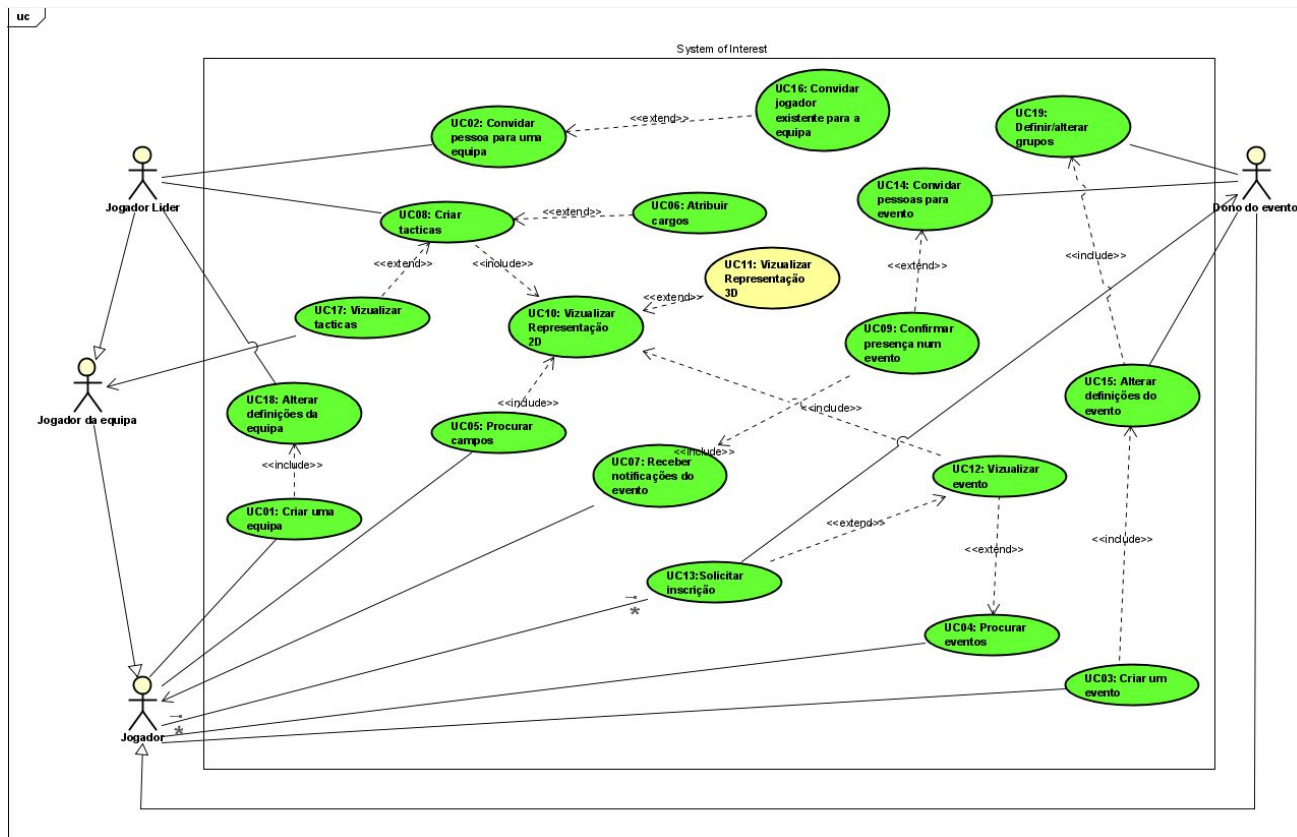 uc
System of Interest
UC02: Convidar
pessoa para uma
equipa
<<extend>>
UC16: Convidar
jogador
existente para a
equipa
UC19:
Definir/alterar
grupos
Jogador Lider
UC14: Convidar
pessoas para
evento
Dono do evento
UC08: Criar
tacticas
<<extend>>
UC06: Atribuir
cargos
<<extend>>
<<include>>
UC11: Vizualizar
Representação
3D
<<extend>>
<<extend>>
<<include>>
UC17: Vizualizar
tacticas
UC10: Vizualizar
Representação
2D
UC09: Confirmar
presença num
evento
Jogador da equipa
UC18: Alterar
definições da
equipa
<<include>>
UC05: Procurar
campos
<<include>>
UC15: Alterar
definições do
evento
<<include>>
UC07: Receber
notificações do
evento
<<include>>
UC12: Vizualizar
evento
UC01: Criar uma
equipa
<<extend>>
<<extend>>
<<include>>
UC13:Solicitar
inscrição
*
UC04: Procurar
eventos
UC03: Criar um
evento
*
Jogador